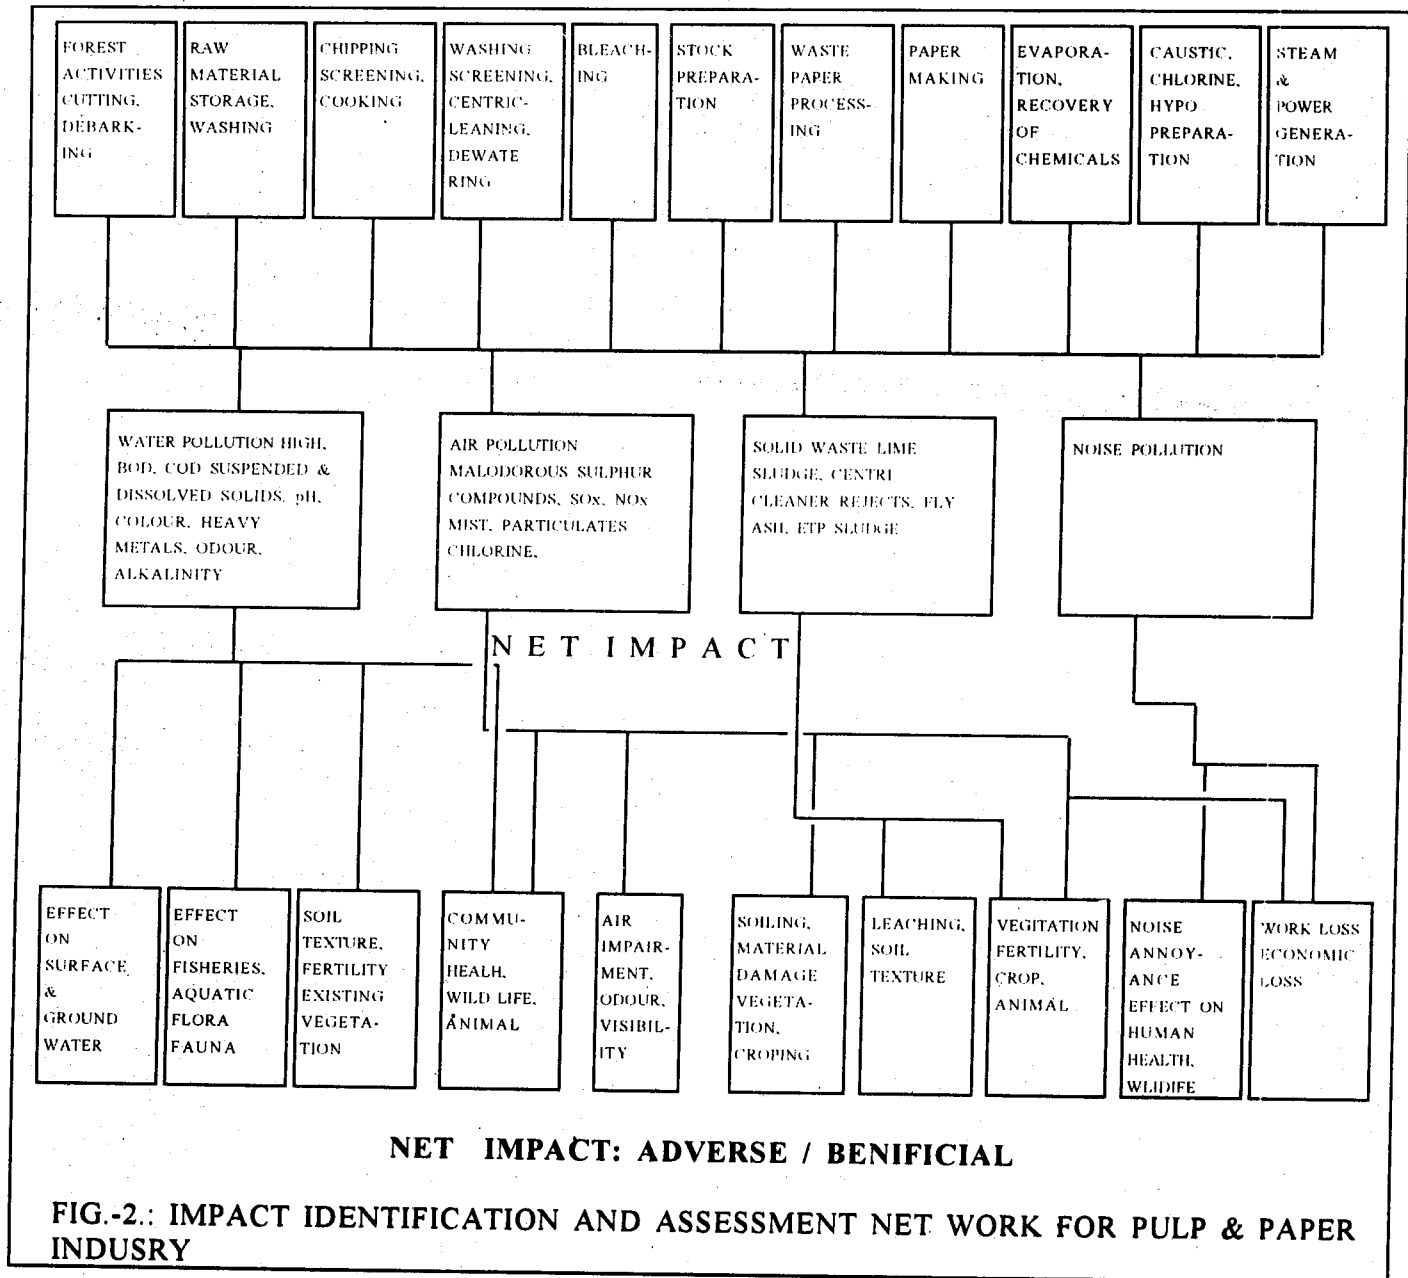 FOREST
ACTIVITIES
CUTTING,
DEBARK-
ING
RAW
MATERIAL
STORAGE,
WASHING
CHIPPING
SCREENING,
COOKING
WASHING
SCREENING,
CENTRIC-
LEANING,
DEWATE
RING
BLEACH-
ING
STOCK
PREPARA-
TION
WASTE
PAPER
PROCESS-
ING
PAPER
MAKING
EVAPORA-
TION,
RECOVERY
OF
CHEMICALS
CAUSTIC,
CHLORINE,
HYPO
PREPARA-
TION
STEAM
&
POWER
GENERA-
TION
WATER POLLUTION HIGH,
BOD, COD SUSPENDED &
DISSOLVED SOLIDS, pH,
COLOUR, HEAVY
METALS, ODOUR,
ALKALINITY
AIR POLLUTION
MALODOROUS SULPHUR
COMPOUNDS, SOx, NOx
MIST, PARTICULATES
CHLORINE,
SOLID WASTE LIME
SLUDGE, CENTRI
CLEANER REJECTS, FLY
ASH, ETP SLUDGE
NOISE POLLUTION
NET IMPACT
EFFECT
ON
SURFACE
&
GROUND
WATER
EFFECT
ON
FISHERIES,
AQUATIC
FLORA
FAUNA
SOIL
TEXTURE,
FERTILITY
EXISTING
VEGETA-
TION
COMMU-
NITY
HEALH,
WILD LIFE,
ANIMAL
AIR
IMPAIR-
MENT,
ODOUR,
VISIBIL-
ITY
SOILING,
MATERIAL
DAMAGE
VEGETA-
TION,
CROPING
LEACHING,
SOIL
TEXTURE
VEGITATION
FERTILITY,
CROP,
ANIMAL
NOISE
ANNOY-
ANCE
EFFECT ON
HUMAN
HEALTH,
WLIDIFE
WORK LOSS
ECONOMIC
LOSS
NET IMPACT: ADVERSE / BENIFICIAL
FIG.-2.: IMPACT IDENTIFICATION AND ASSESSMENT NET WORK FOR PULP & PAPER
INDUSRY